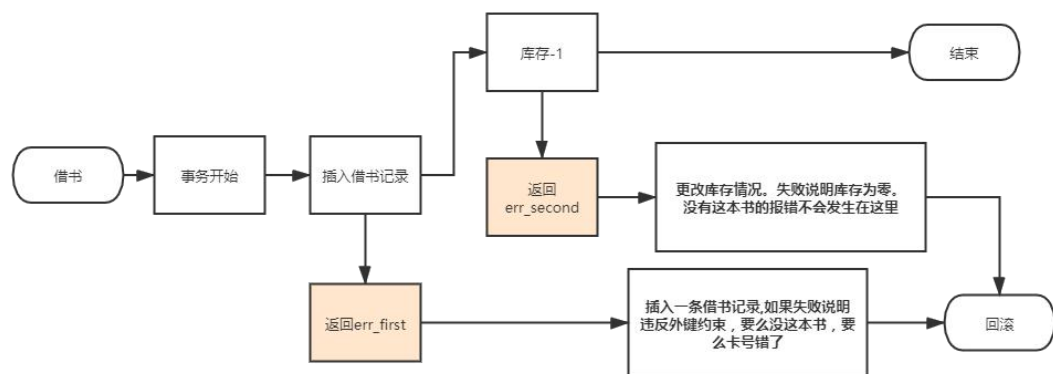 库存-1
结束
借书
事务开始
插入借书记录
返回
err_second
更改库存情况。失败说明库存为零。
没有这本书的报错不会发生在这里
返回err_first
插入一条借书记录,如果失败说明
违反外键约束，要么没这本书，要
么卡号错了
回滚